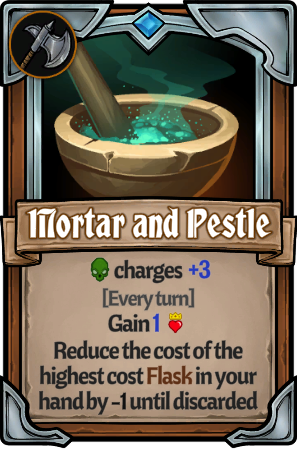 Mortar and Pestle
charges +3
[Every turn]
Gain 1
Reduce the cost of the
highest cost Flask in your
hand by -1 until discarded